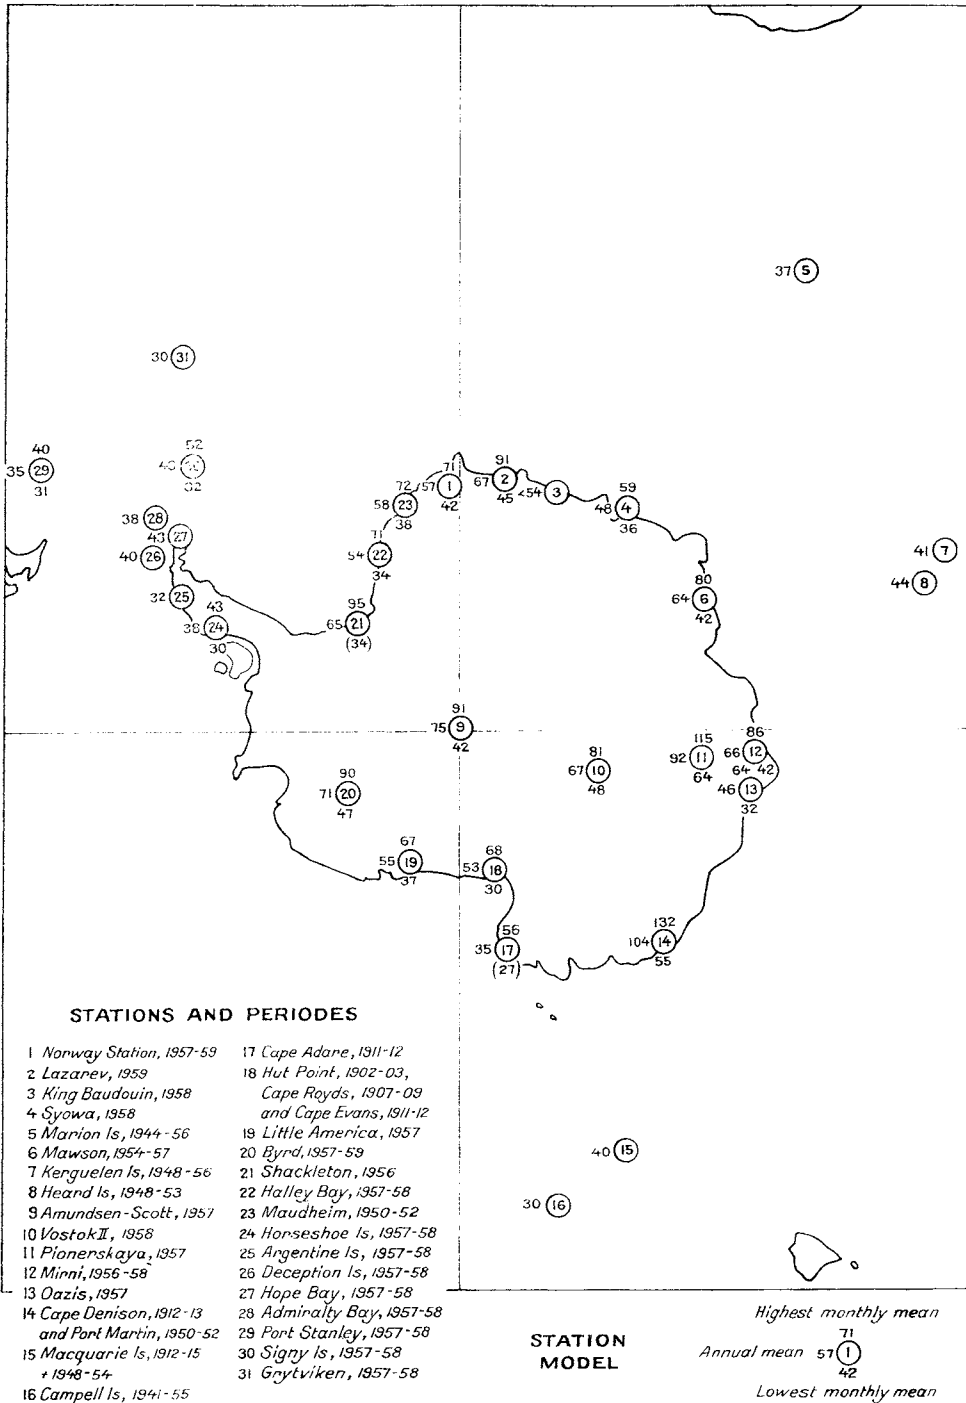 37 5
30 31
52
40
32
40
35 29
31
71
57 1
42
91
67 2
45
<54 3
59
48 4
36
72
58 23
38
71
54 22
34
38 28
43 27
40 26
32 25
43
38 24
30
95
65 21
(34)
41 7
44 8
80
64 6
42
91
75 9
42
81
67 10
48
115
92 11
64
86
66 12
42
64
46 13
32
90
71 20
47
67
55 19
37
68
53 18
30
56
35 17
(27)
132
104 14
55
40 15
30 16
STATIONS AND PERIODES
1 Norway Station, 1957-59
2 Lazarev, 1959
3 King Baudouin, 1958
4 Syowa, 1958
5 Marion Is, 1944-56
6 Mawson, 1954-57
7 Kerguelen Is, 1948-56
8 Heard Is, 1948-53
9 Amundsen-Scott, 1957
10 Vostok II, 1958
11 Pionerskaya, 1957
12 Mirni, 1956-58
13 Oazis, 1957
14 Cape Denison, 1912-13
and Port Martin, 1950-52
15 Macquarie Is, 1912-15
+ 1948-54
16 Campell Is, 1941-55
17 Cape Adare, 1911-12
18 Hut Point, 1902-03,
Cape Royds, 1907-09
and Cape Evans, 1911-12
19 Little America, 1957
20 Byrd, 1957-59
21 Shackleton, 1956
22 Halley Bay, 1957-58
23 Maudheim, 1950-52
24 Horseshoe Is, 1957-58
25 Argentine Is, 1957-58
26 Deception Is, 1957-58
27 Hope Bay, 1957-58
28 Admiralty Bay, 1957-58
29 Port Stanley, 1957-58
30 Signy Is, 1957-58
31 Grytviken, 1957-58
STATION
MODEL
Highest monthly mean
71
Annual mean 57 1
42
Lowest monthly mean